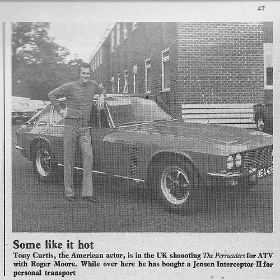 47
Some like it hot
Tony Curtis, the American actor, is in the UK shooting The Persuaders for ATV
with Roger Moore. While over here he has bought a Jensen Interceptor II for
personal transport